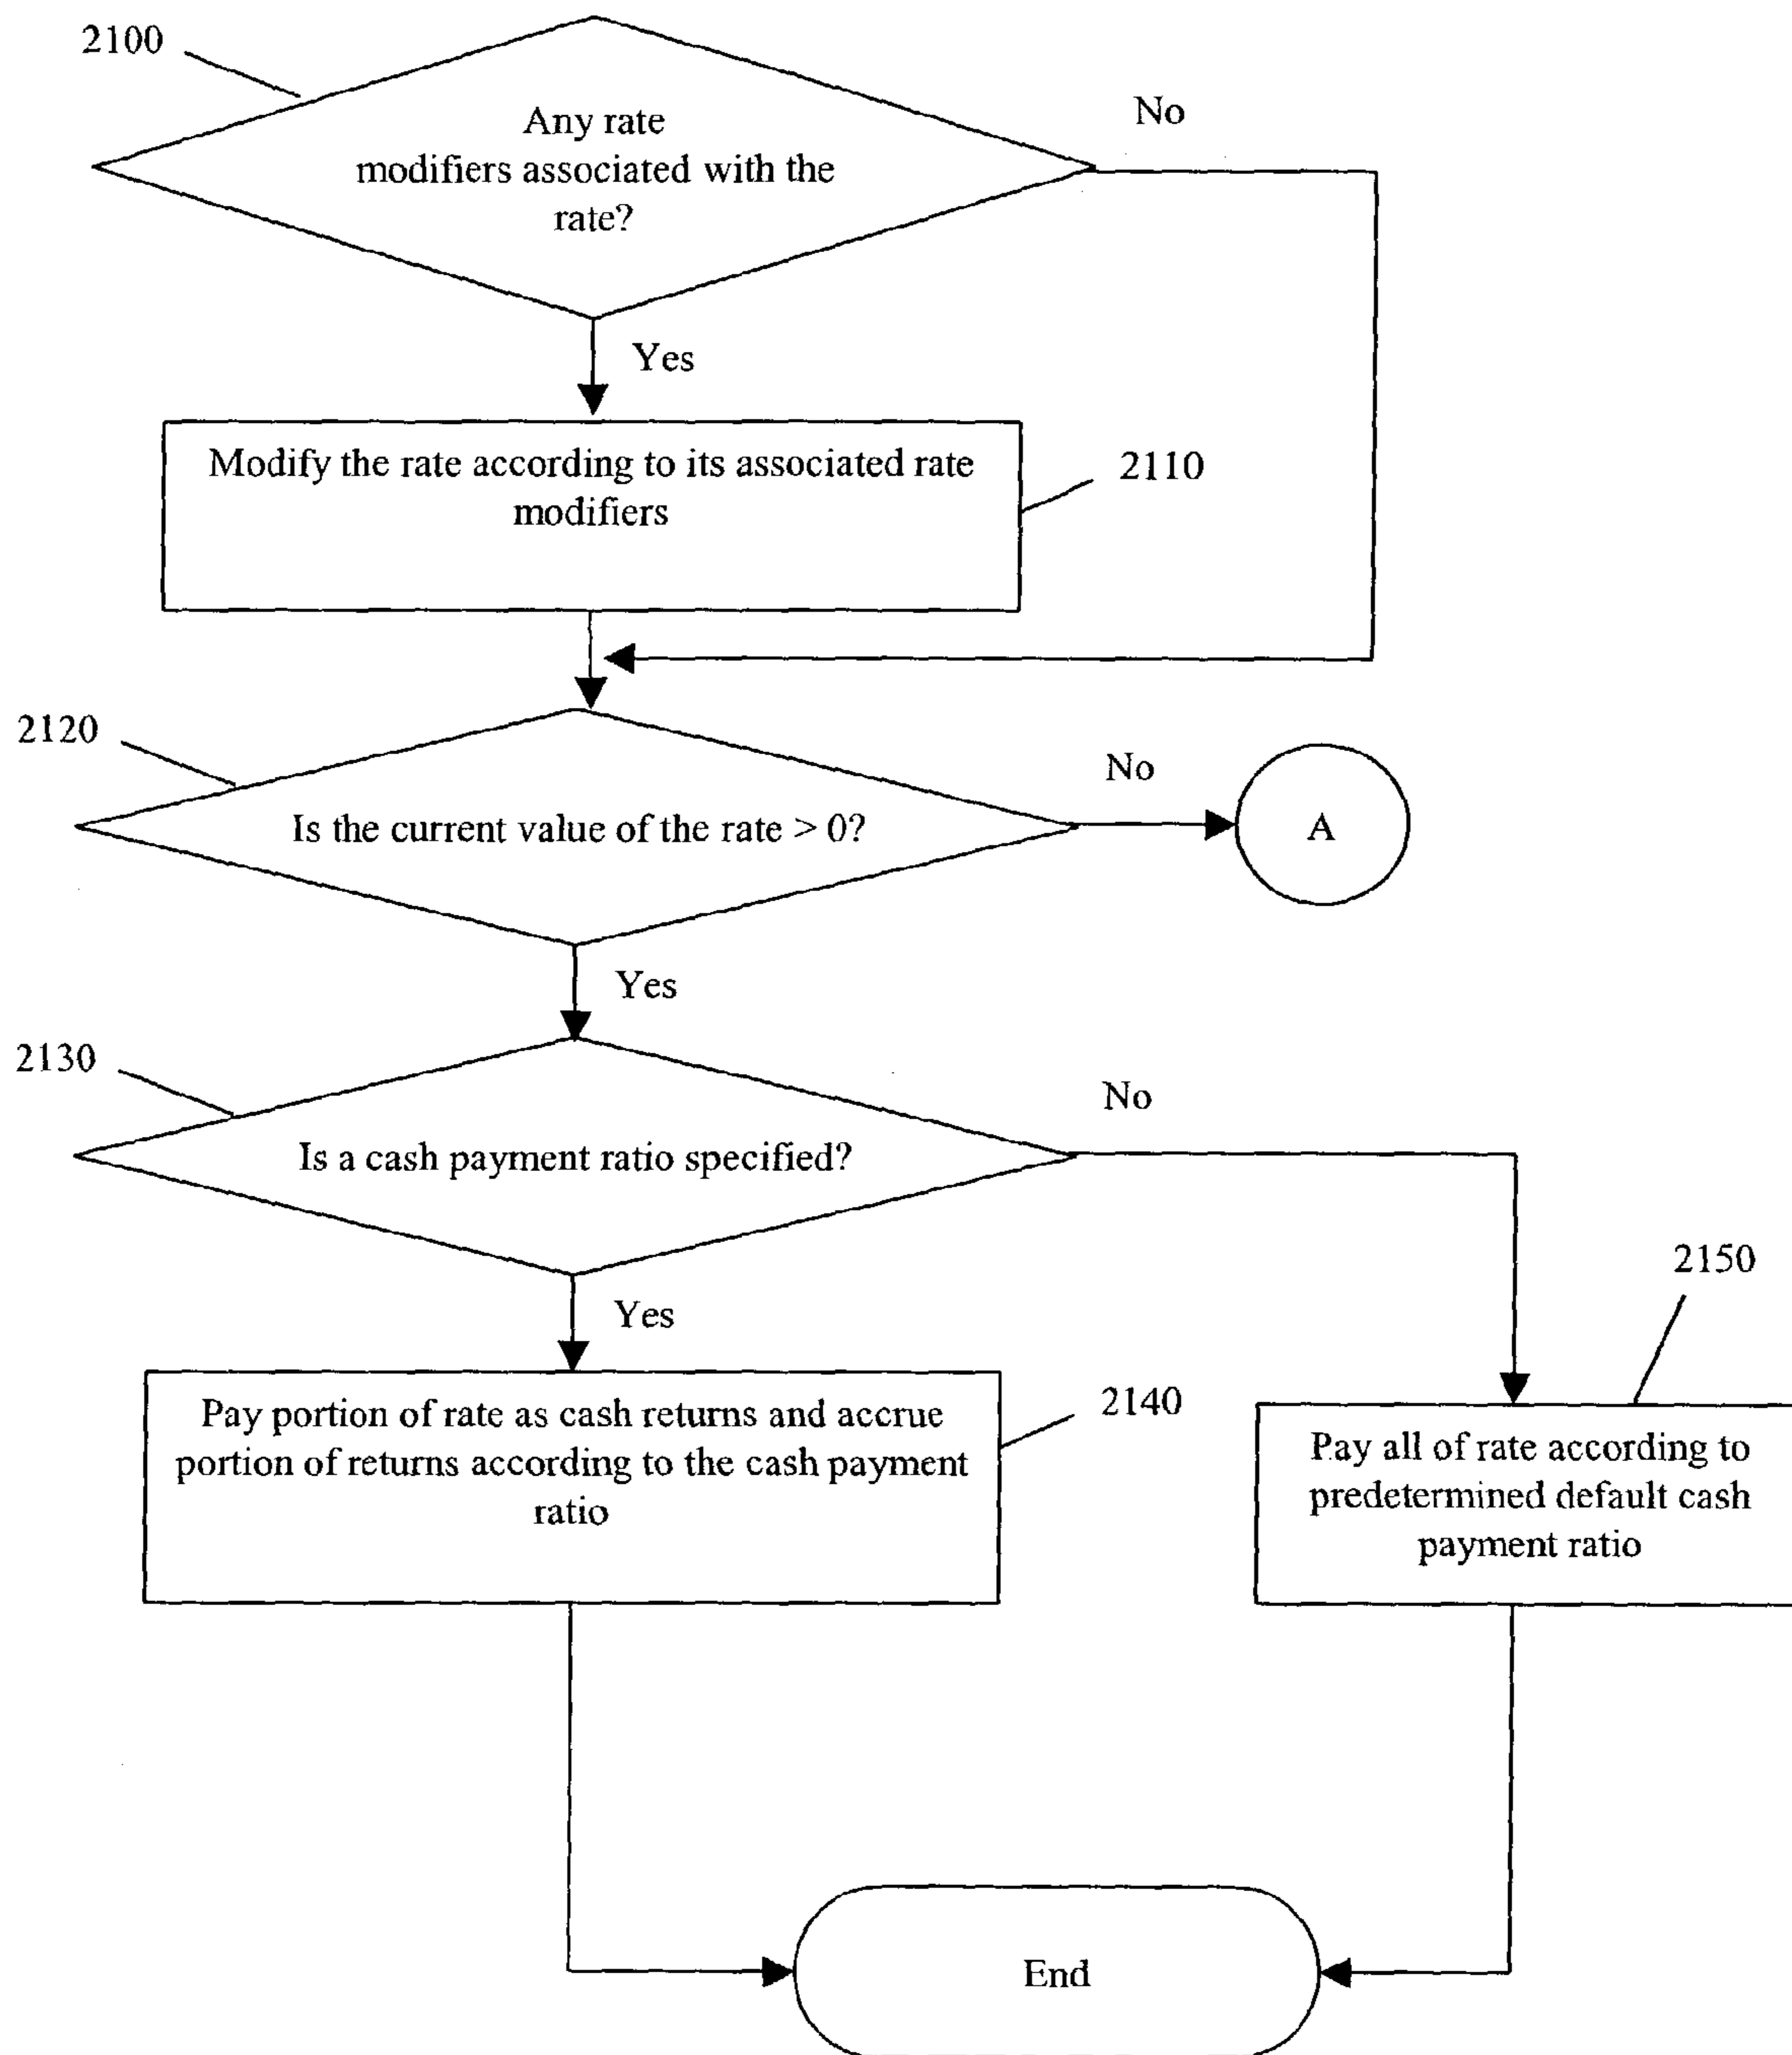 2100
No
Any rate
modifiers associated with the
rate?
Yes
Modify the rate according to its associated rate
modifiers
2110
2120
No
Is the current value of the rate > 0?
A
Yes
2130
No
Is a cash payment ratio specified?
2150
Yes
Pay portion of rate as cash returns and accrue
portion of returns according to the cash payment
ratio
2140
Pay all of rate according to
predetermined default cash
payment ratio
End